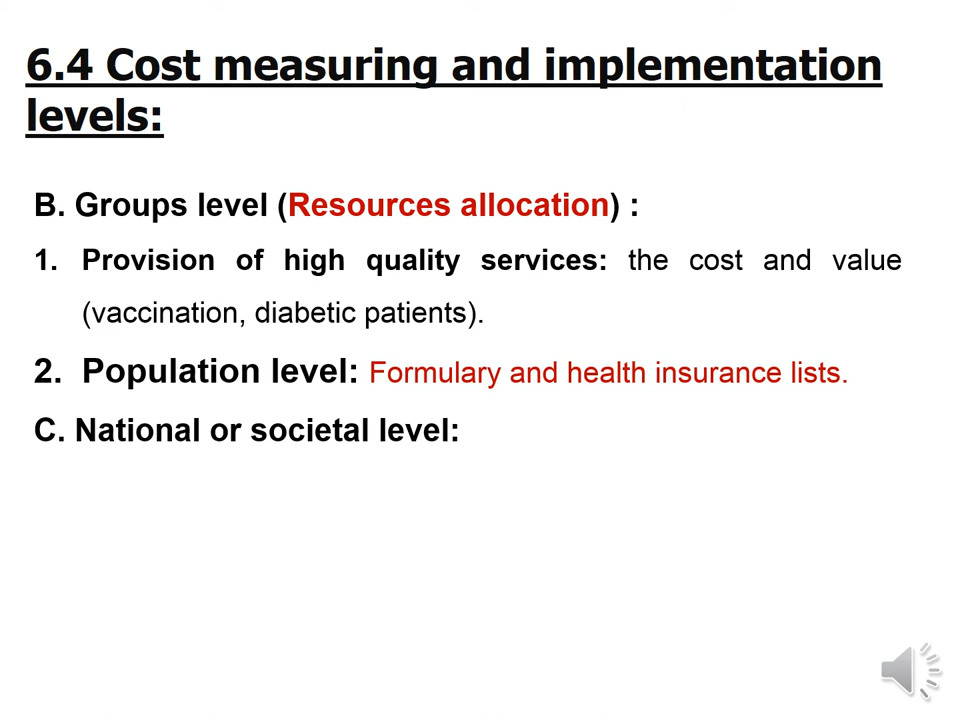 6.4 Cost measuring and implementation
levels:
B. Groups level (Resources allocation) :
1. Provision of high quality services: the cost and value
(vaccination, diabetic patients).
2. Population level: Formulary and health insurance lists.
C. National or societal level: